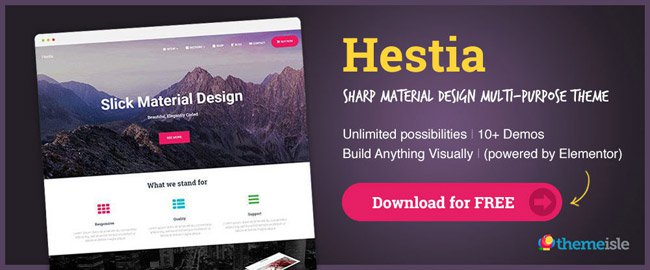 Hestia
Slick Material Design
Beautiful, Elegantly Coded
SEE MORE
What we stand for
Responsive
Quality
Support
Hestia
SHARP MATERIAL DESIGN MULTI-PURPOSE THEME
Unlimited possibilities | 10+ Demos
Build Anything Visually | (powered by Elementor)
Download for FREE
themeisle